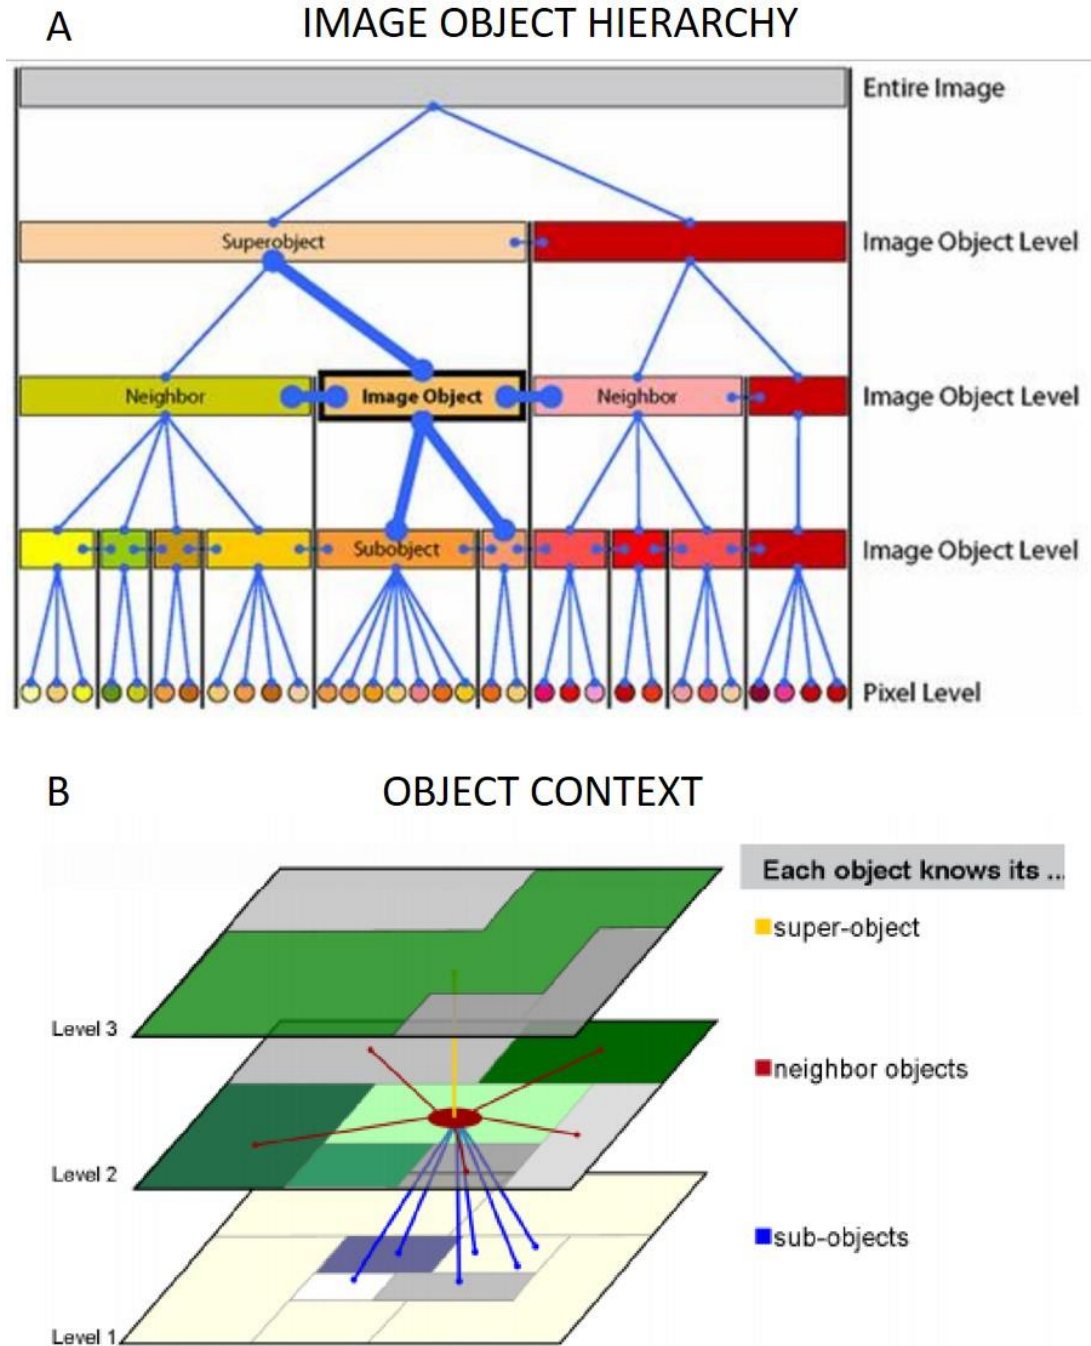 A IMAGE OBJECT HIERARCHY
Entire Image
Superobject Image Object Level
Neighbor Image Object Neighbor Image Object Level
Subobject Image Object Level
Pixel Level
B OBJECT CONTEXT
Each object knows its ...
super-object
Level 3
neighbor objects
Level 2
sub-objects
Level 1